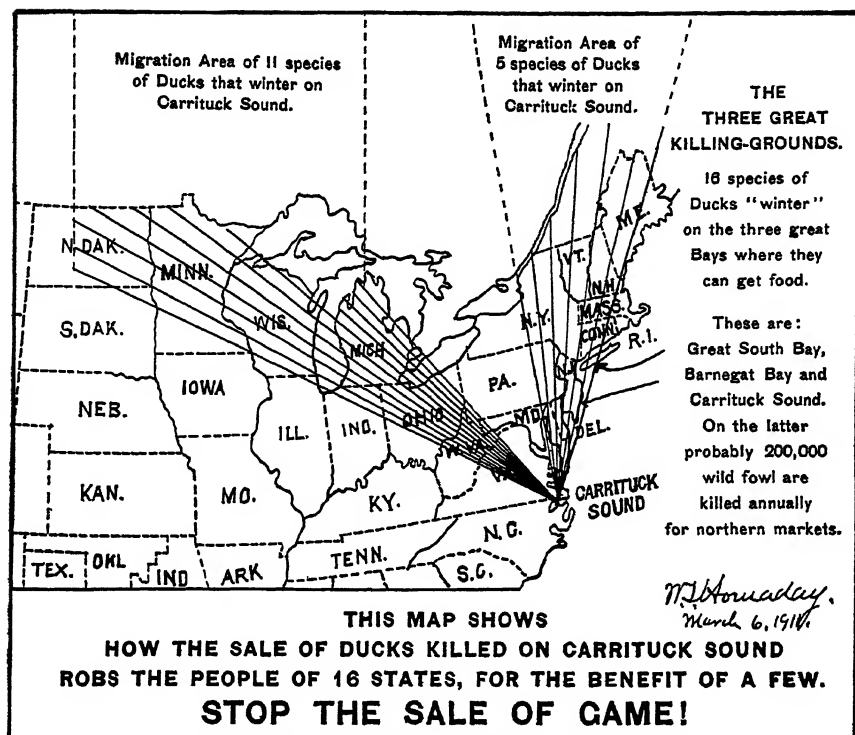 Migration Area of 11 species
of Ducks that winter on
Carrituck Sound.
Migration Area of
5 species of Ducks
that winter on
Carrituck Sound.
THE
THREE GREAT
KILLING-GROUNDS.
16 species of
Ducks "winter"
on the three great
Bays where they
can get food.
These are:
Great South Bay,
Barnegat Bay and
Carrituck Sound.
On the latter
probably 200,000
wild fowl are
killed annually
for northern markets.
N.DAK.
MINN.
S.DAK.
WIS.
MICH
IOWA
NEB.
ILL.
IND.
OHIO
PA.
N.Y.
VT.
ME.
N.H.
MASS.
CONN.
R.I.
N.J.
MD.
DEL.
W.VA.
VA.
KAN.
MO.
KY.
CARRITUCK
SOUND
N.C.
TENN.
S.C.
TEX.
OKL
IND
ARK
W.T. Hornaday.
March 6, 1911.
THIS MAP SHOWS
HOW THE SALE OF DUCKS KILLED ON CARRITUCK SOUND
ROBS THE PEOPLE OF 16 STATES, FOR THE BENEFIT OF A FEW.
STOP THE SALE OF GAME!